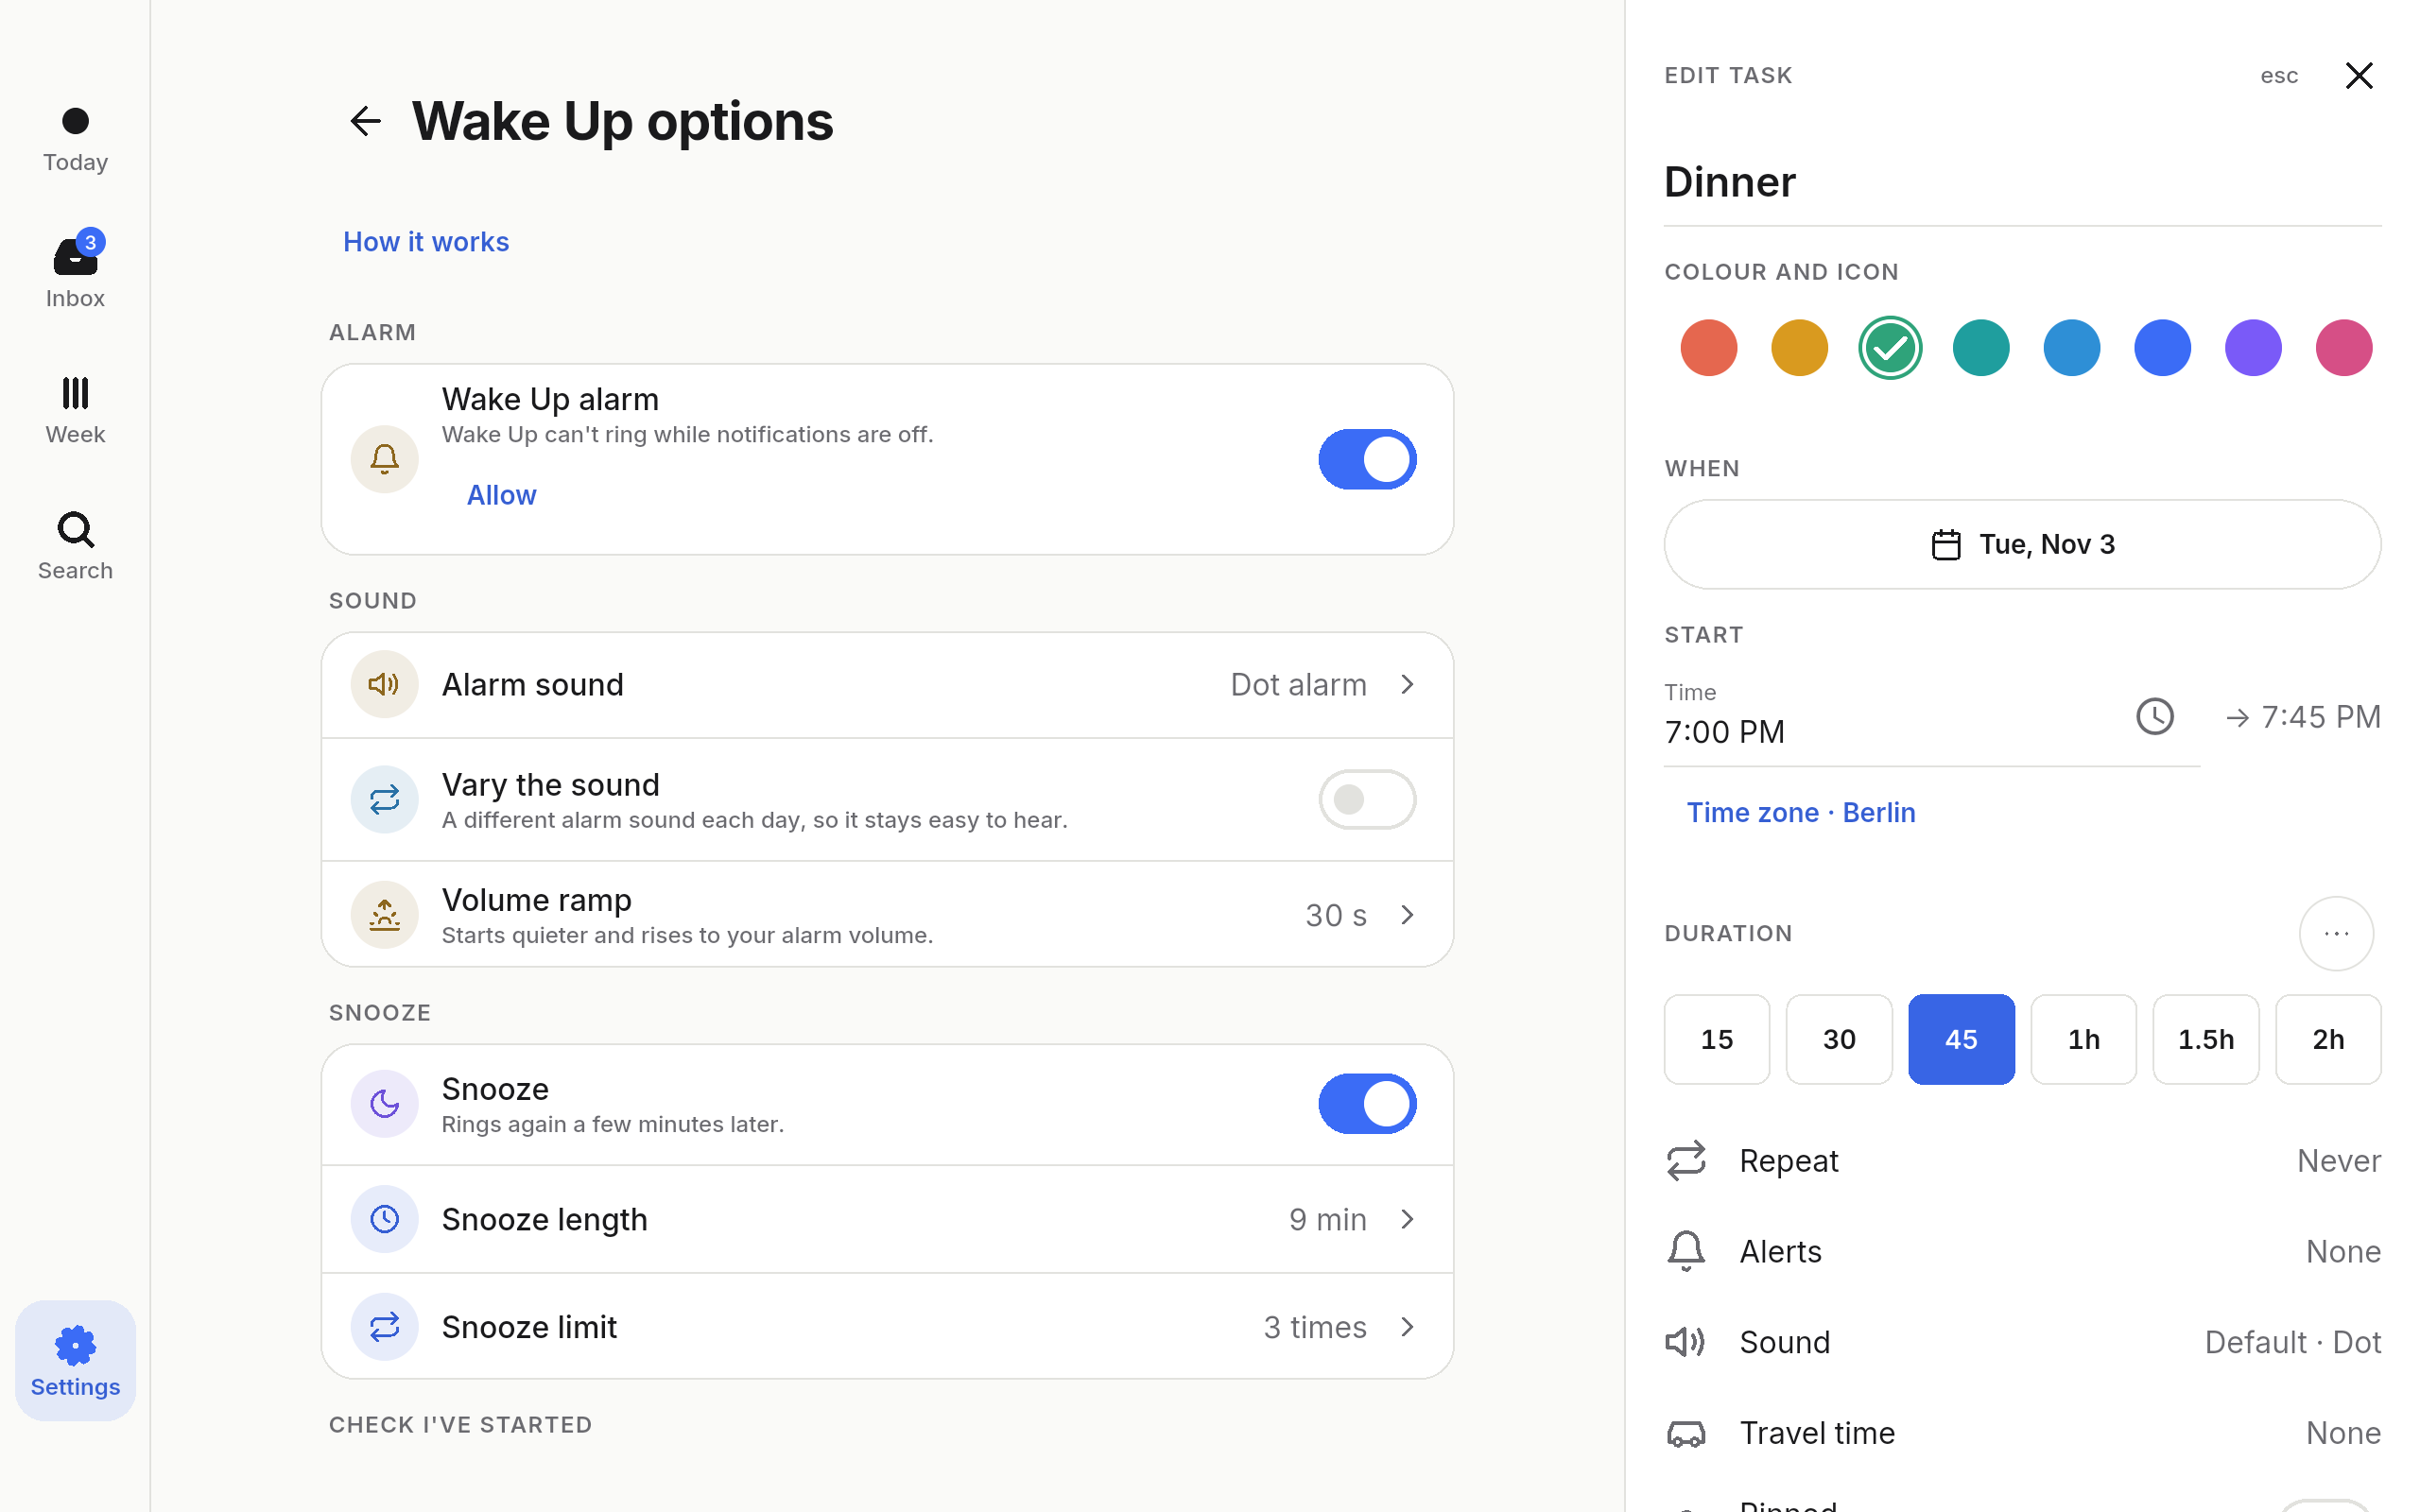 Today
3
Inbox
Week
Search
Settings
Wake Up options
How it works
ALARM
Wake Up alarm
Wake Up can't ring while notifications are off.
Allow
SOUND
Alarm sound
Dot alarm
Vary the sound
A different alarm sound each day, so it stays easy to hear.
Volume ramp
Starts quieter and rises to your alarm volume.
30 s
SNOOZE
Snooze
Rings again a few minutes later.
Snooze length
9 min
Snooze limit
3 times
CHECK I'VE STARTED
EDIT TASK
esc
Dinner
COLOUR AND ICON
WHEN
Tue, Nov 3
START
Time
7:00 PM
→ 7:45 PM
Time zone · Berlin
DURATION
15
30
45
1h
1.5h
2h
Repeat
Never
Alerts
None
Sound
Default · Dot
Travel time
None